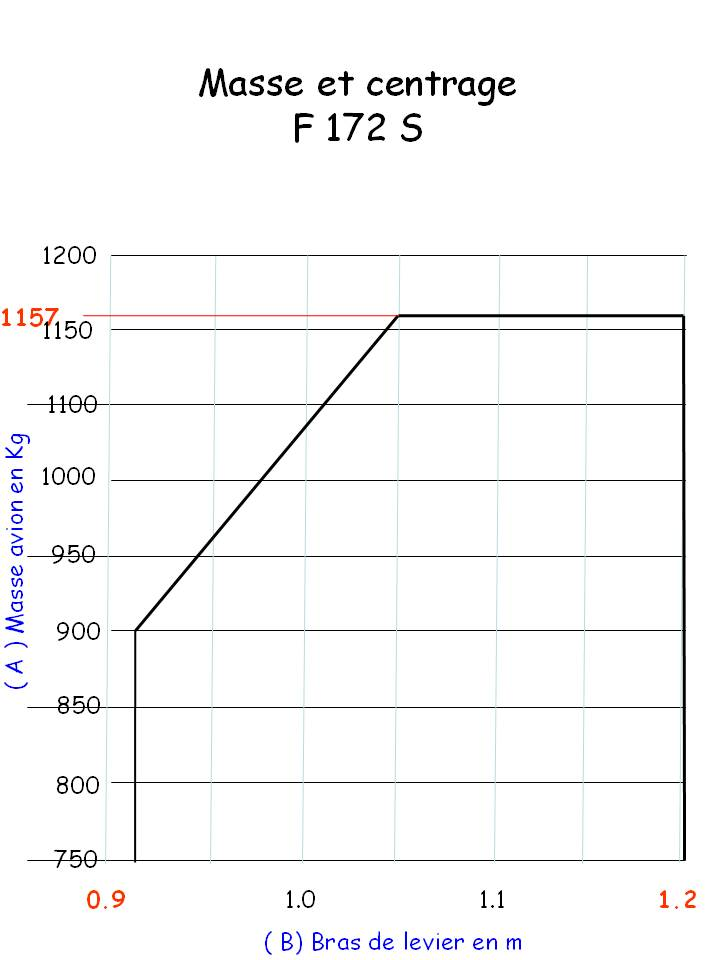 Masse et centrage
F 172 S
1200
1157
1150
1100
1000
950
900
850
800
750
( A ) Masse avion en Kg
0.9 1.0 1.1 1.2
( B) Bras de levier en m